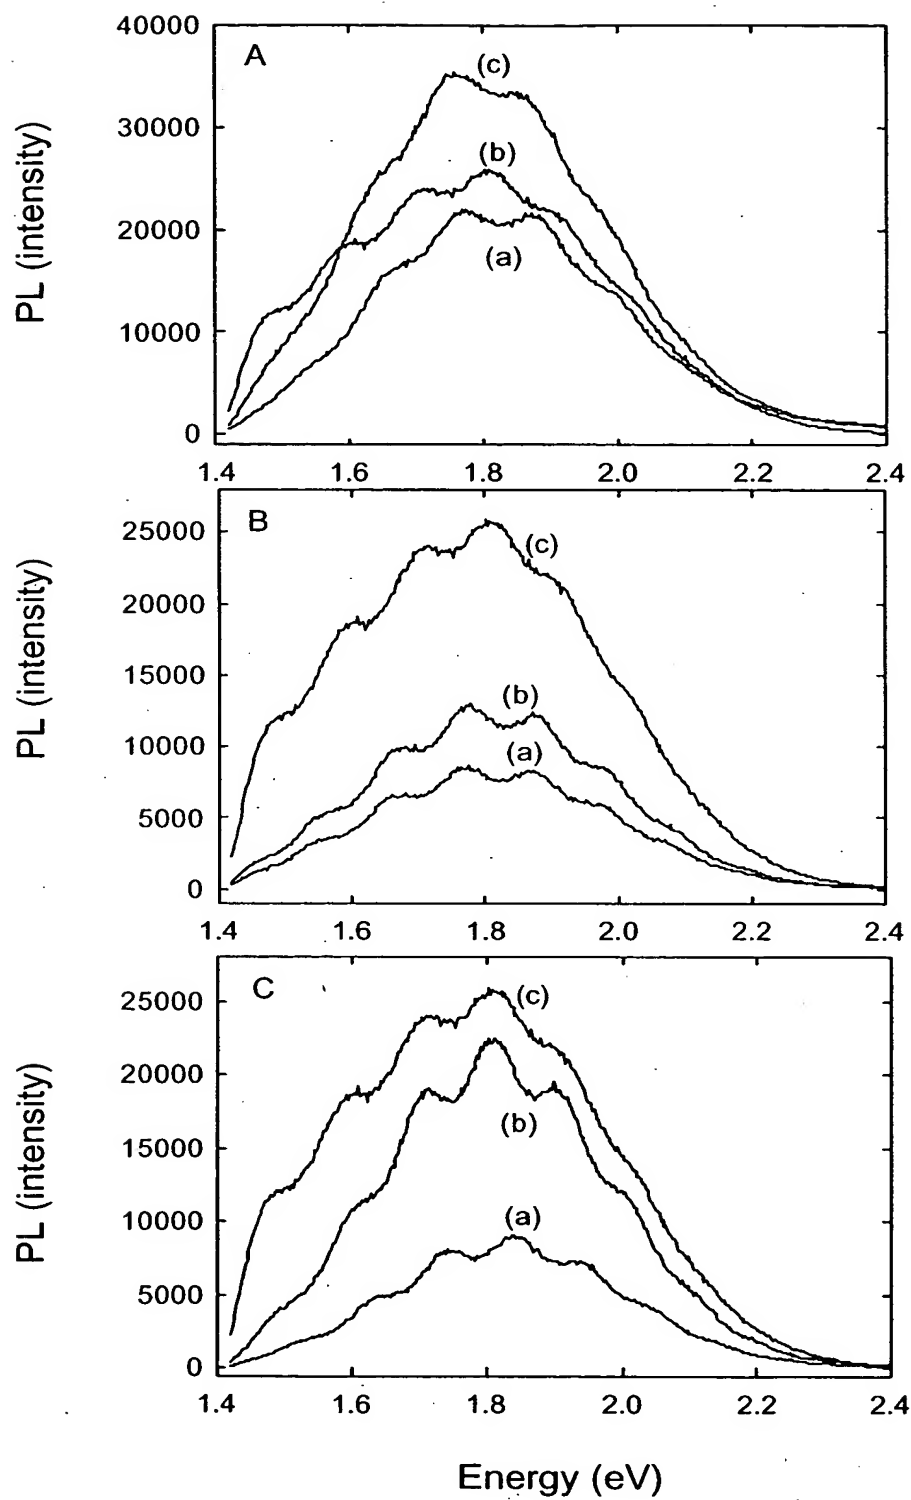 40000
A
(c)
30000
(b)
PL (intensity)
20000
(a)
10000
0
1.4 1.6 1.8 2.0 2.2 2.4
B
25000
(c)
20000
PL (intensity)
15000
(b)
10000
(a)
5000
0
1.4 1.6 1.8 2.0 2.2 2.4
C
25000
(c)
20000
(b)
PL (intensity)
15000
10000
(a)
5000
0
1.4 1.6 1.8 2.0 2.2 2.4
Energy (eV)